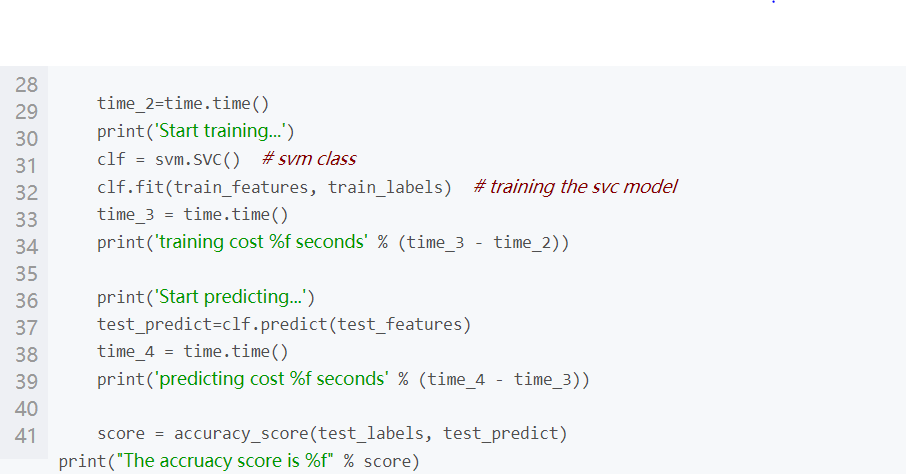 28
29
30
31
32
33
34
35
36
37
38
39
40
41
time_2=time.time()
print('Start training...')
clf = svm.SVC()  # svm class
clf.fit(train_features, train_labels)  # training the svc model
time_3 = time.time()
print('training cost %f seconds' % (time_3 - time_2))
print('Start predicting...')
test_predict=clf.predict(test_features)
time_4 = time.time()
print('predicting cost %f seconds' % (time_4 - time_3))
score = accuracy_score(test_labels, test_predict)
print("The accruacy score is %f" % score)